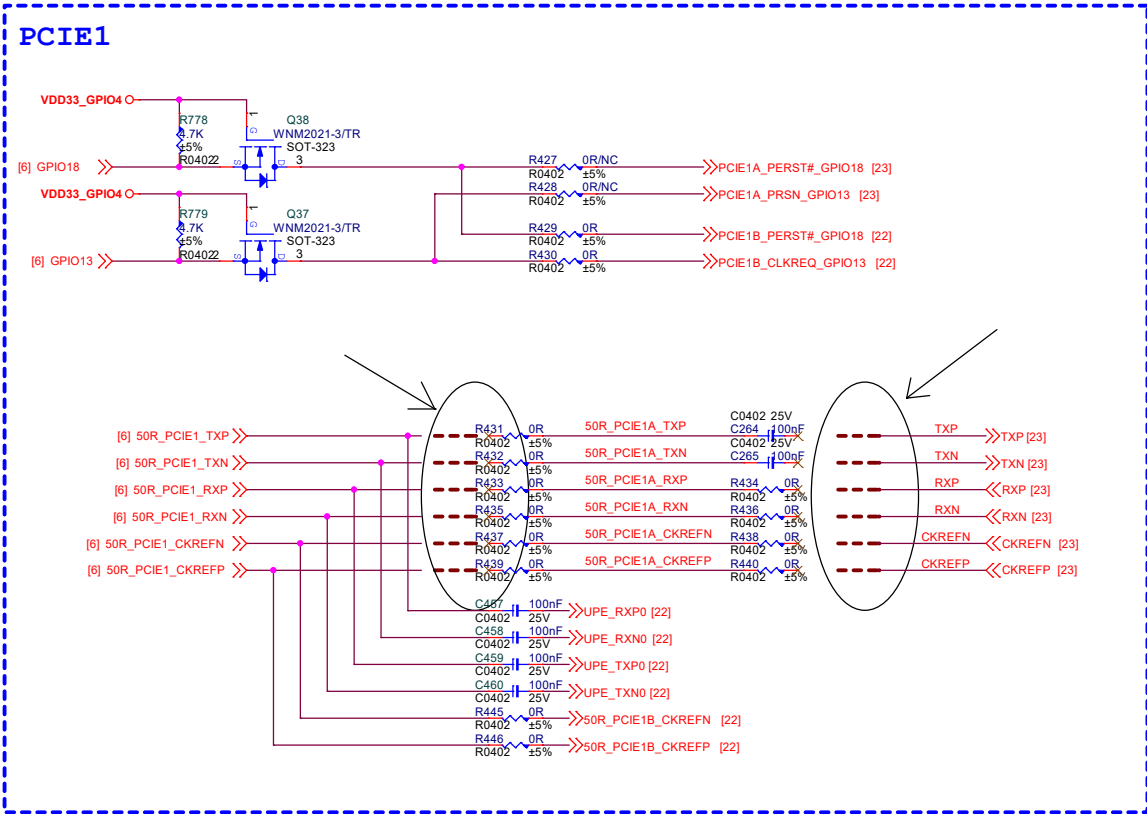 PCIE1
VDD33_GPIO4
R778
4.7K
±5%
R0402
2
1
G
S
D
Q38
WNM2021-3/TR
SOT-323
3
[6] GPIO18
R427 0R/NC
R0402 ±5%
PCIE1A_PERST#_GPIO18 [23]
VDD33_GPIO4
R428 0R/NC
R0402 ±5%
PCIE1A_PRSN_GPIO13 [23]
R779
4.7K
±5%
R0402
2
1
G
S
D
Q37
WNM2021-3/TR
SOT-323
3
R429 0R
R0402 ±5%
PCIE1B_PERST#_GPIO18 [22]
[6] GPIO13
R430 0R
R0402 ±5%
PCIE1B_CLKREQ_GPIO13 [22]
[6] 50R_PCIE1_TXP
R431 0R
R0402 ±5%
50R_PCIE1A_TXP
C0402 25V
C264 100nF
TXP
TXP [23]
[6] 50R_PCIE1_TXN
R432 0R
R0402 ±5%
50R_PCIE1A_TXN
C0402 25V
C265 100nF
TXN
TXN [23]
[6] 50R_PCIE1_RXP
R433 0R
R0402 ±5%
50R_PCIE1A_RXP
R434 0R
R0402 ±5%
RXP
RXP [23]
[6] 50R_PCIE1_RXN
R435 0R
R0402 ±5%
50R_PCIE1A_RXN
R436 0R
R0402 ±5%
RXN
RXN [23]
[6] 50R_PCIE1_CKREFN
R437 0R
R0402 ±5%
50R_PCIE1A_CKREFN
R438 0R
R0402 ±5%
CKREFN
CKREFN [23]
[6] 50R_PCIE1_CKREFP
R439 0R
R0402 ±5%
50R_PCIE1A_CKREFP
R440 0R
R0402 ±5%
CKREFP
CKREFP [23]
C457 100nF
C0402 25V
UPE_RXP0 [22]
C458 100nF
C0402 25V
UPE_RXN0 [22]
C459 100nF
C0402 25V
UPE_TXP0 [22]
C460 100nF
C0402 25V
UPE_TXN0 [22]
R445 0R
R0402 ±5%
50R_PCIE1B_CKREFN [22]
R446 0R
R0402 ±5%
50R_PCIE1B_CKREFP [22]